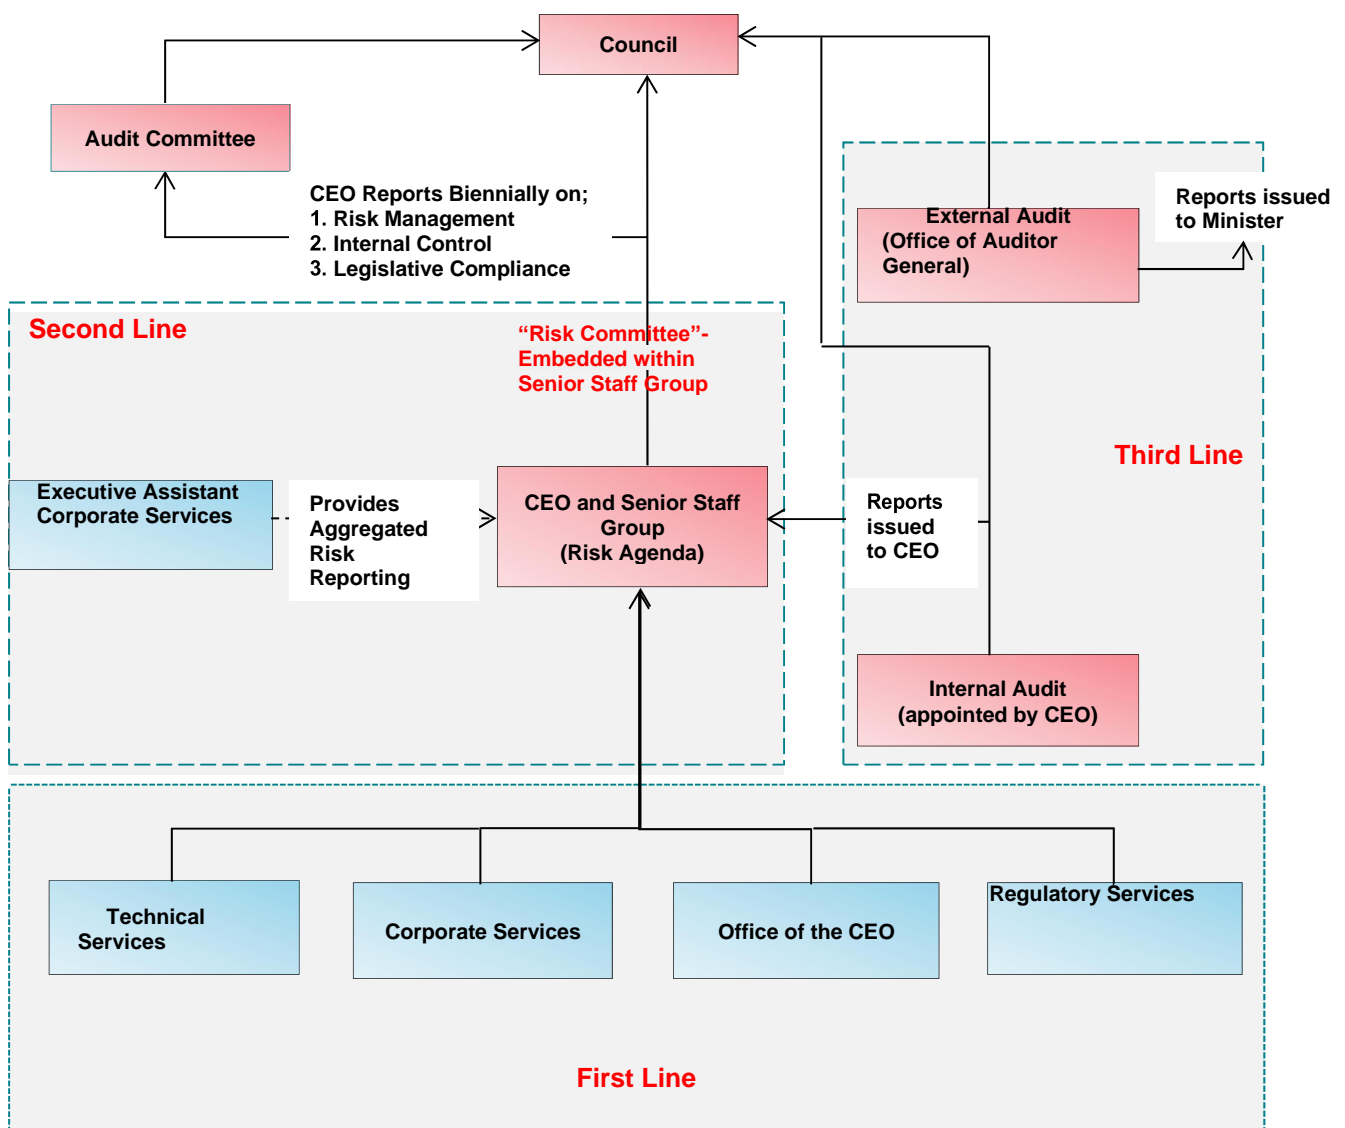 Council
Audit Committee
CEO Reports Biennially on;
1. Risk Management
2. Internal Control
3. Legislative Compliance
External Audit
(Office of Auditor
General)
Reports issued
to Minister
Second Line
“Risk Committee”-
Embedded within
Senior Staff Group
Third Line
Executive Assistant
Corporate Services
Provides
Aggregated
Risk
Reporting
CEO and Senior Staff
Group
(Risk Agenda)
Reports
issued
to CEO
Internal Audit
(appointed by CEO)
Technical
Services
Corporate Services
Office of the CEO
Regulatory Services
First Line